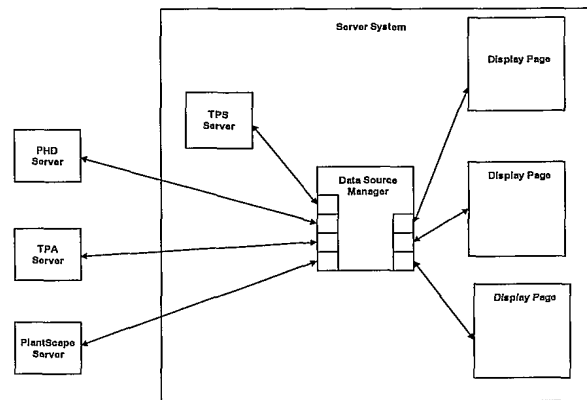 Server System
Display Page
TPS
Server
PHD
Server
Data Source
Manager
Display Page
TPA
Server
Display Page
PlantScape
Server